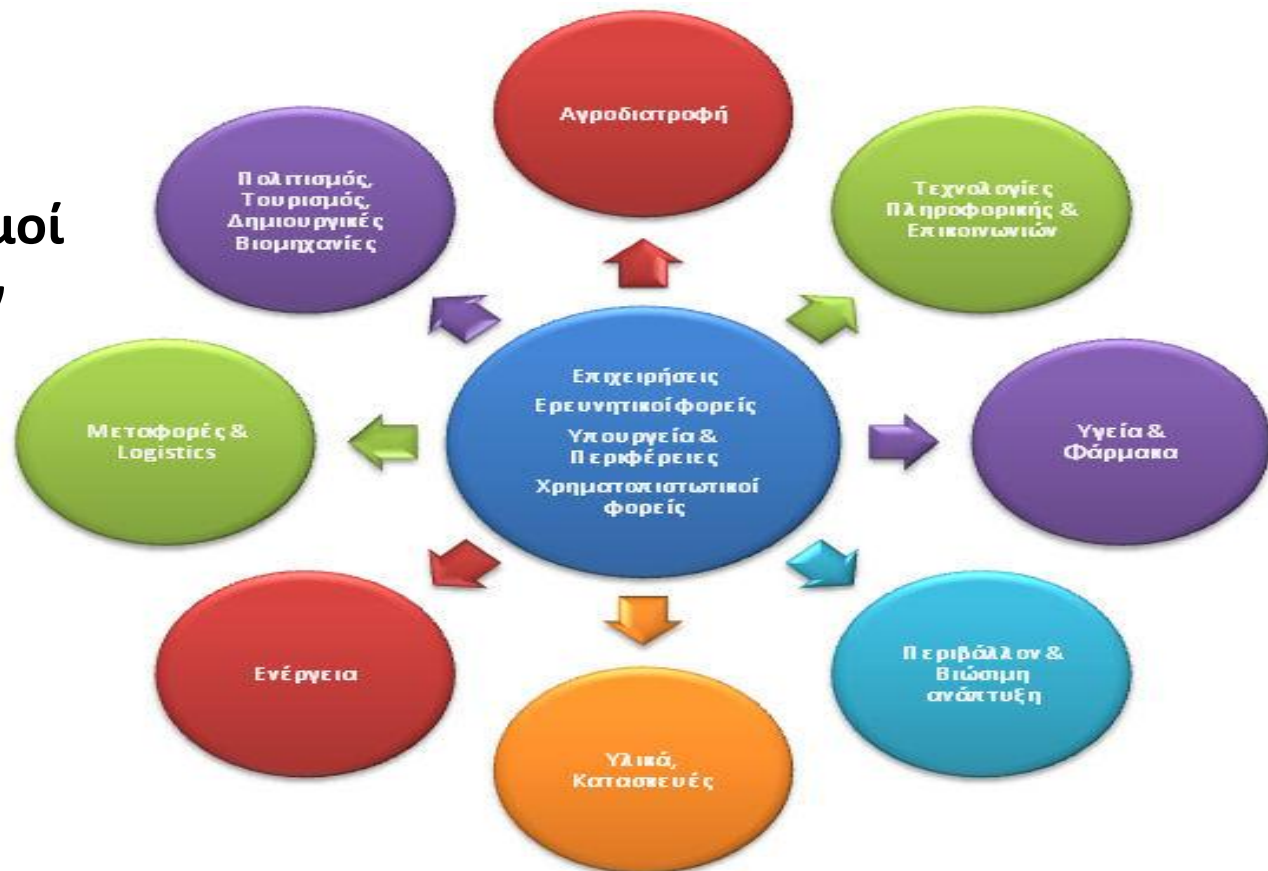 Αγροδιατροφή
Πολιτισμός,
Τουρισμός,
Δημιουργικές
Βιομηχανίες
Τεχνολογίες
Πληροφορικής &
Επικοινωνιών
μοί
Μεταφορές &
Logistics
Επιχειρήσεις
Ερευνητικοί φορείς
Υπουργεία &
Περιφέρειες
Χρηματοπιστωτικοί
φορείς
Υγεία &
Φάρμακα
Ενέργεια
Περιβάλλον &
Βιώσιμη
ανάπτυξη
Υλικά,
Κατασκευές